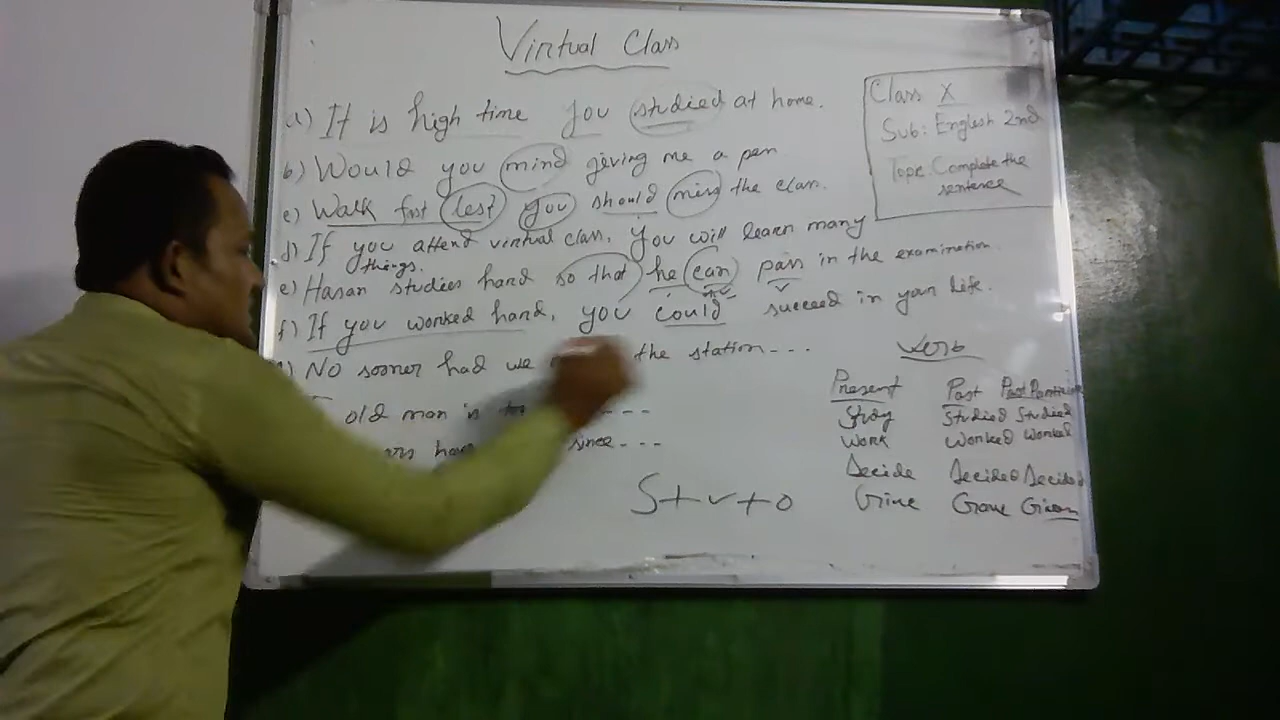 Virtual Class
a) It is high time you studied at home.
b) Would you mind giving me a pen
c) Walk fast lest you should miss the class.
d) If you attend virtual class, you will learn many
things.
e) Hasan studies hard so that he can pass in the examination.
f) If you worked hard, you could succeed in your life.
No sooner had we the station---
old man is ---
since---
S+v+o
Class X
Sub: English 2nd
Topic Complete the
sentence
Verb
Present Past Past Participle
Study Studied Studied
Work Worked Worked
Decide Decided Decided
Give Gave Given